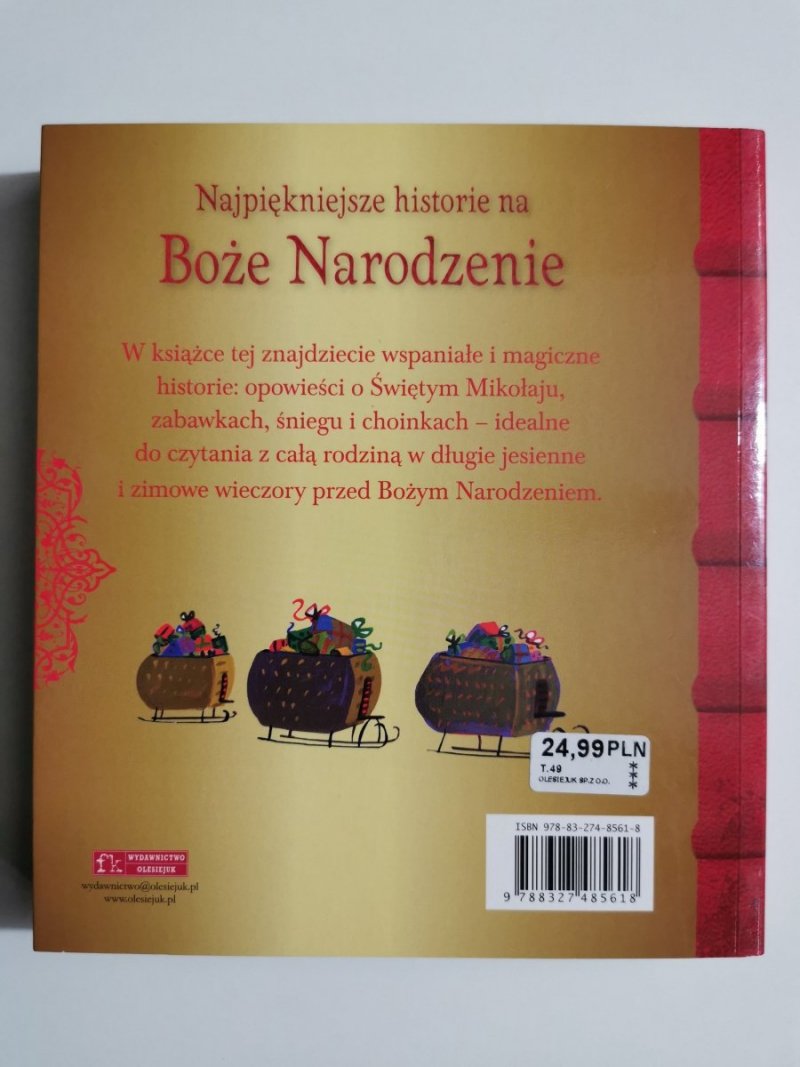 Najpiękniejsze historie na
Boże Narodzenie
W książce tej znajdziecie wspaniałe i magiczne
historie: opowieści o Świętym Mikołaju,
zabawkach, śniegu i choinkach – idealne
do czytania z całą rodziną w długie jesienne
i zimowe wieczory przed Bożym Narodzeniem.
24,99PLN
T.49
OLESIEJUK SP.Z O.O.
***
ISBN 978-83-274-8561-8
9 788327 485618
fk WYDAWNICTWO
OLESIEJUK
wydawnictwo@olesiejuk.pl
www.olesiejuk.pl